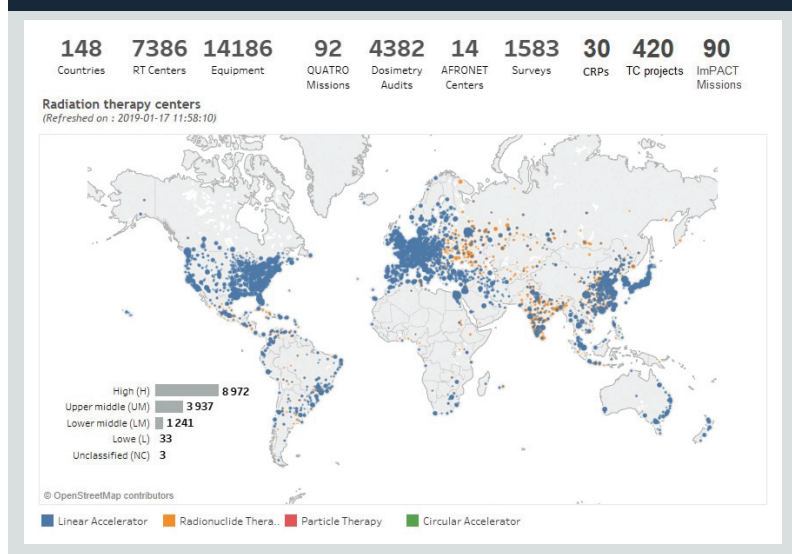 148 7386 14186 92 4382 14 1583 30 420 90
Countries RT Centers Equipment QUATRO Dosimetry AFRONET Surveys CRPs TC projects ImPACT
Missions Audits Centers Missions
Radiation therapy centers
(Refreshed on : 2019-01-17 11:58:10)
High (H) 8 972
Upper middle (UM) 3 937
Lower middle (LM) 1 241
Lowe (L) 33
Unclassified (NC) 3
© OpenStreetMap contributors
Linear Accelerator Radionuclide Thera.. Particle Therapy Circular Accelerator